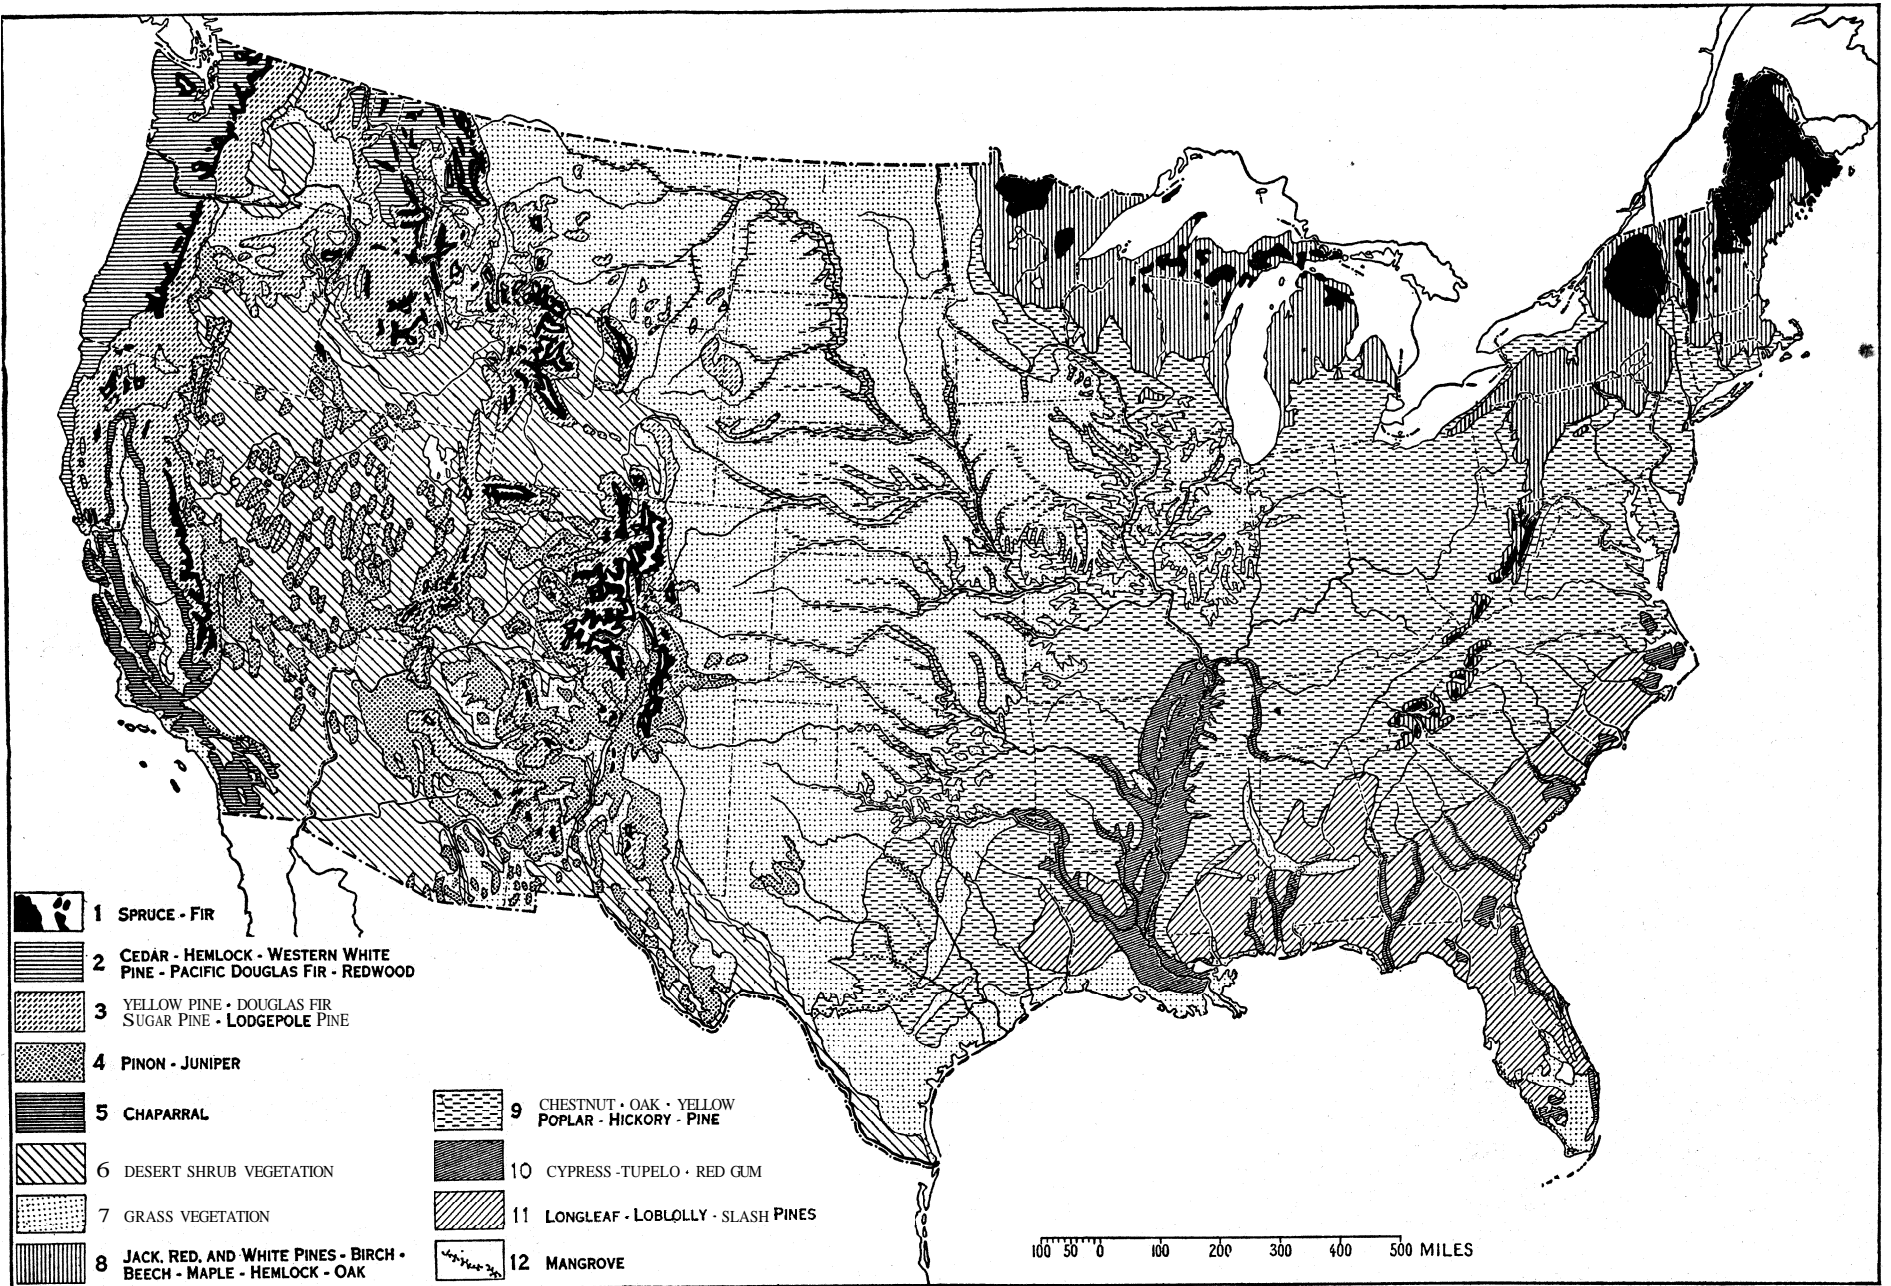 1 SPRUCE - FIR
2 CEDAR - HEMLOCK - WESTERN WHITE
PINE - PACIFIC DOUGLAS FIR - REDWOOD
3 YELLOW PINE • DOUGLAS FIR
SUGAR PINE • LODGEPOLE PINE
4 PINON - JUNIPER
5 CHAPARRAL
6 DESERT SHRUB VEGETATION
7 GRASS VEGETATION
8 JACK, RED, AND WHITE PINES - BIRCH •
BEECH - MAPLE - HEMLOCK - OAK
9 CHESTNUT • OAK • YELLOW
POPLAR - HICKORY - PINE
10 CYPRESS -TUPELO • RED GUM
11 LONGLEAF - LOBLOLLY - SLASH PINES
12 MANGROVE
100 50 0 100 200 300 400 500 MILES